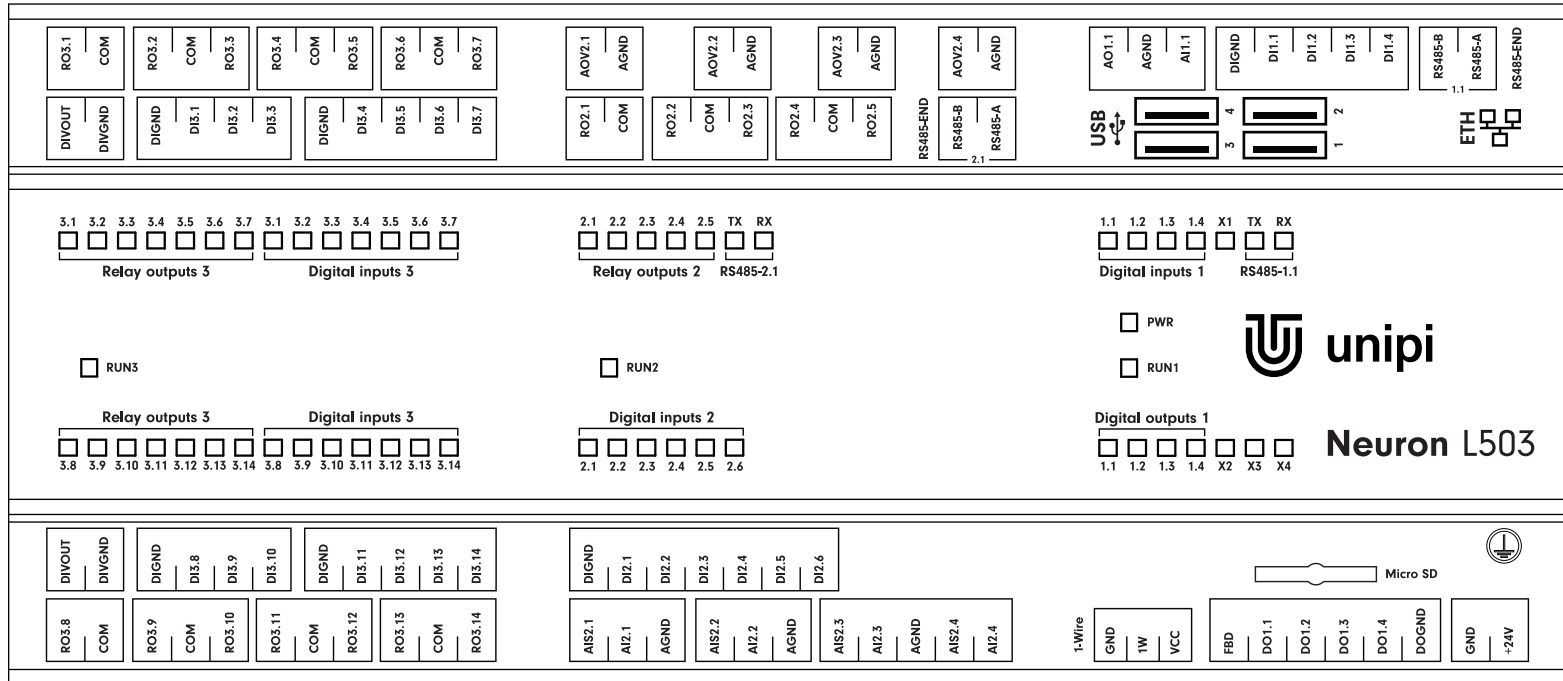 RO3.1 COM RO3.2 COM RO3.3 RO3.4 COM RO3.5 RO3.6 COM RO3.7 AOV2.1 AGND AOV2.2 AGND AOV2.3 AGND AOV2.4 AGND AO1.1 AGND AI1.1 DIGND DI1.1 DI1.2 DI1.3 DI1.4 RS485-B RS485-A RS485-END
1.1
DIVOUT DIVGND DIGND DI3.1 DI3.2 DI3.3 DIGND DI3.4 DI3.5 DI3.6 DI3.7 RO2.1 COM RO2.2 COM RO2.3 RO2.4 COM RO2.5 RS485-END RS485-B RS485-A USB 4 2 ETH
2.1 3 1
3.1 3.2 3.3 3.4 3.5 3.6 3.7 3.1 3.2 3.3 3.4 3.5 3.6 3.7 2.1 2.2 2.3 2.4 2.5 TX RX 1.1 1.2 1.3 1.4 X1 TX RX
Relay outputs 3 Digital inputs 3 Relay outputs 2 RS485-2.1 Digital inputs 1 RS485-1.1
PWR
unipi
RUN3 RUN2 RUN1
Relay outputs 3 Digital inputs 3 Digital inputs 2 Digital outputs 1
Neuron L503
3.8 3.9 3.10 3.11 3.12 3.13 3.14 3.8 3.9 3.10 3.11 3.12 3.13 3.14 2.1 2.2 2.3 2.4 2.5 2.6 1.1 1.2 1.3 1.4 X2 X3 X4
DIVOUT DIVGND DIGND DI3.8 DI3.9 DI3.10 DIGND DI3.11 DI3.12 DI3.13 DI3.14 DIGND DI2.1 DI2.2 DI2.3 DI2.4 DI2.5 DI2.6 Micro SD
RO3.8 COM RO3.9 COM RO3.10 RO3.11 COM RO3.12 RO3.13 COM RO3.14 AIS2.1 AI2.1 AGND AIS2.2 AI2.2 AGND AIS2.3 AI2.3 AGND AIS2.4 AI2.4 1-Wire GND 1W VCC FBD DO1.1 DO1.2 DO1.3 DO1.4 DOGND GND +24V